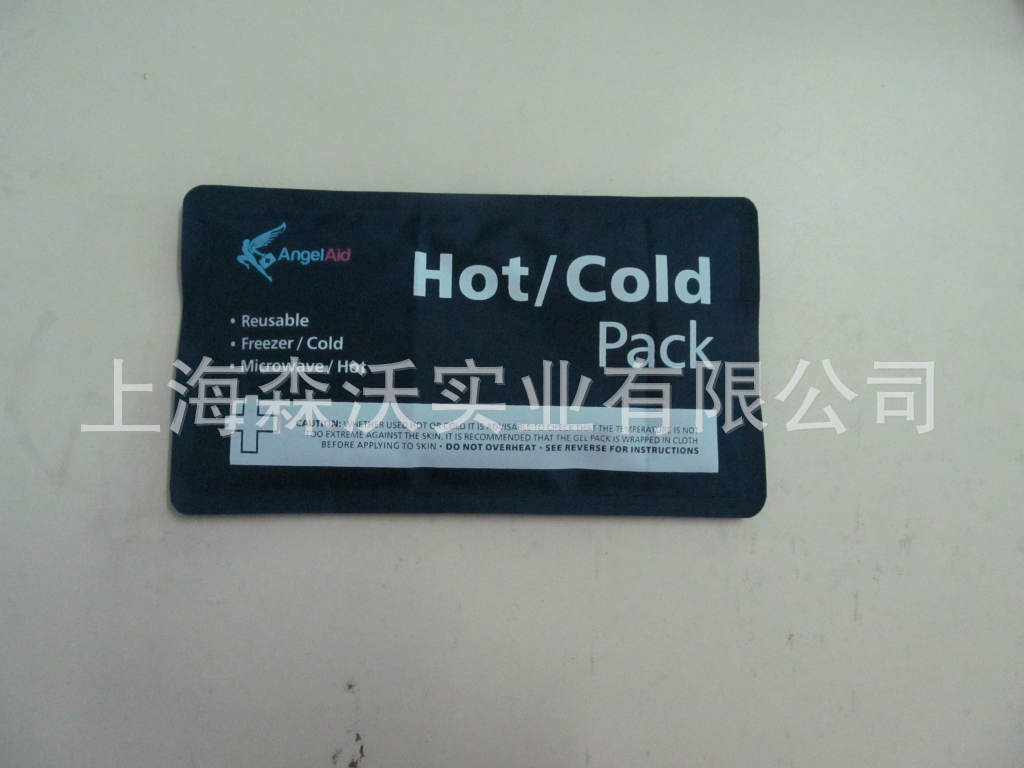 AngelAid
Hot/Cold
Pack
• Reusable
• Freezer / Cold
• Microwave / Hot
上海森沃实业有限公司
CAUTION: WHETHER USED HOT OR COLD IT IS THAT THE TEMPERATURE IS NOT
TOO EXTREME AGAINST THE SKIN. IT IS RECOMMENDED THAT THE GEL PACK IS WRAPPED IN CLOTH
BEFORE APPLYING TO SKIN • DO NOT OVERHEAT • SEE REVERSE FOR INSTRUCTIONS